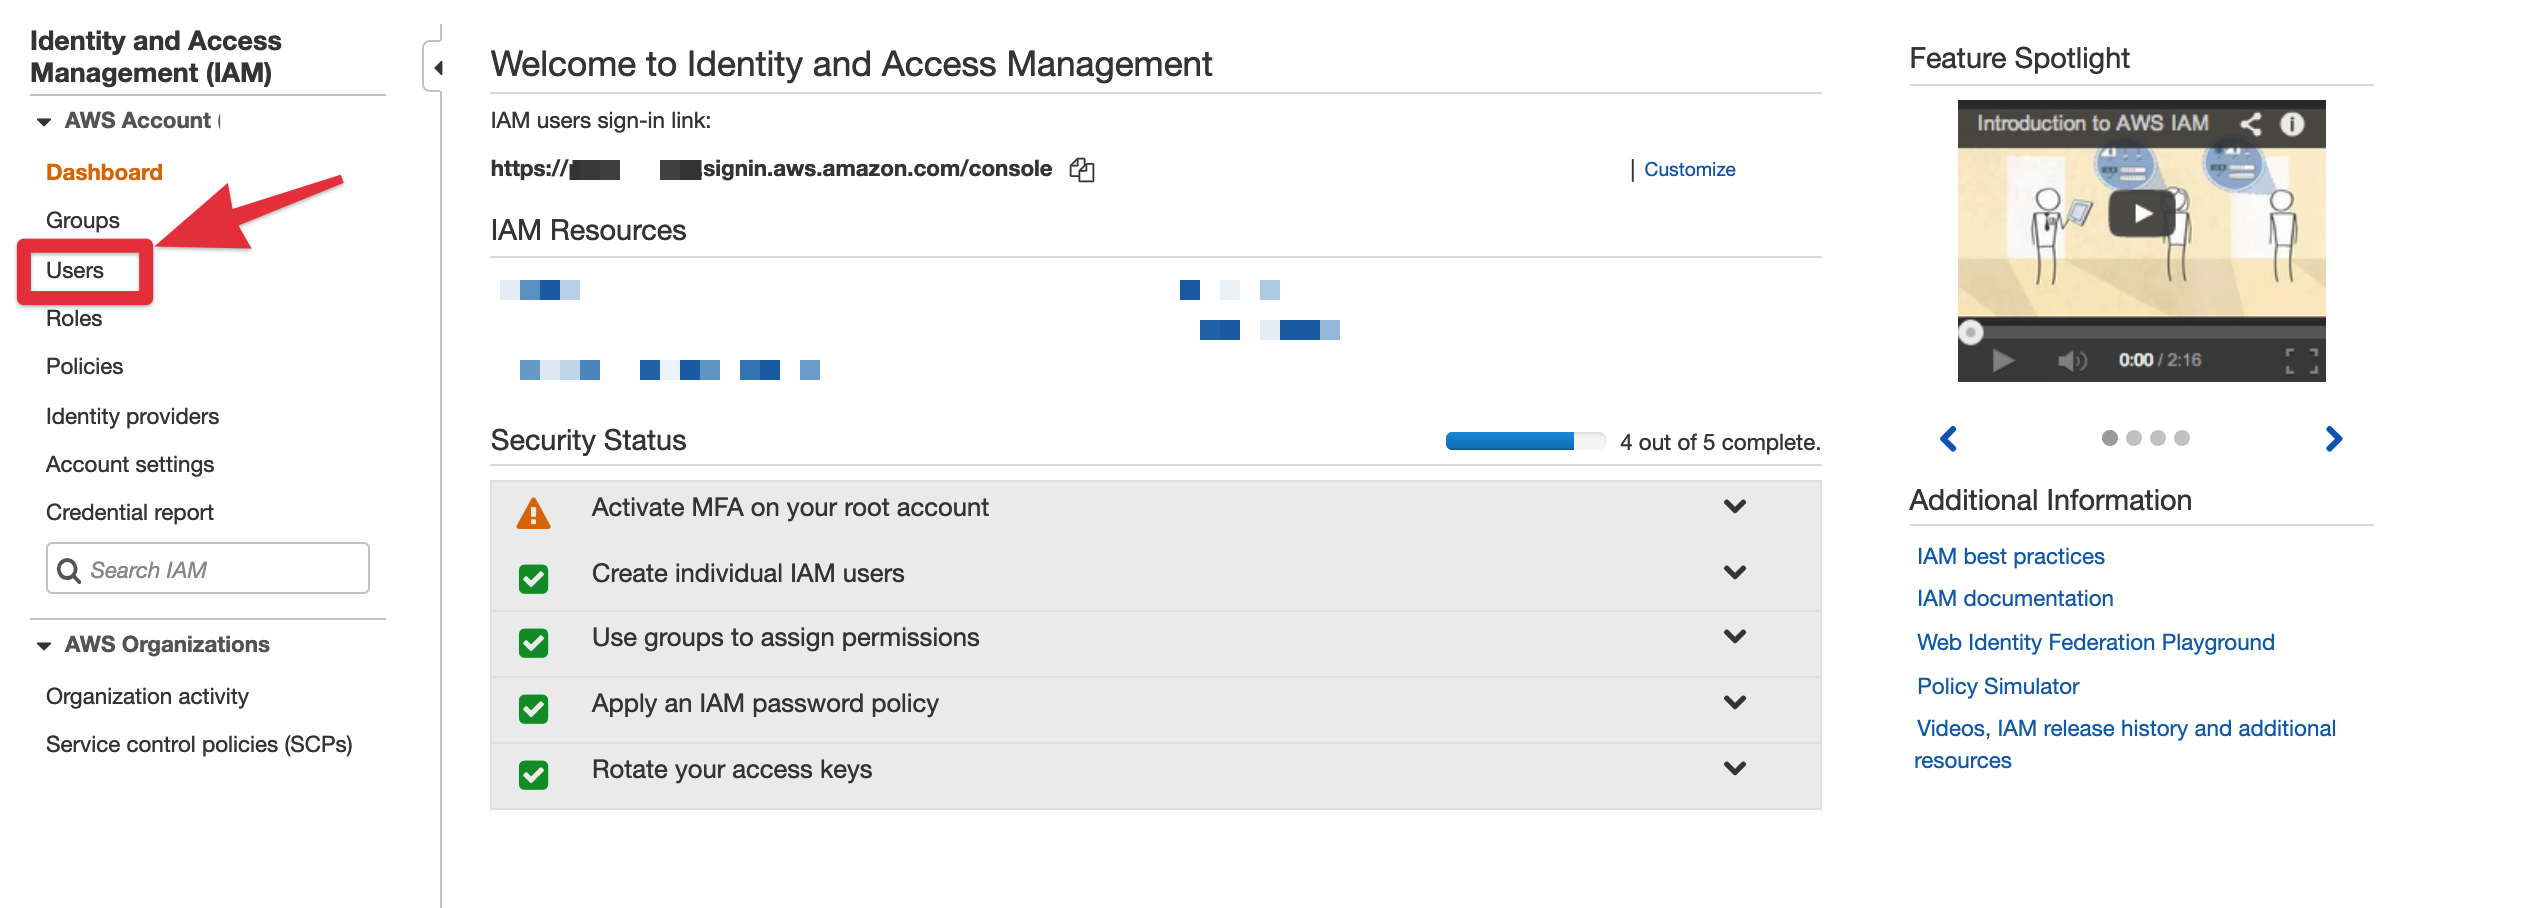 Identity and Access
Management (IAM)
AWS Account (
Dashboard
Groups
Users
Roles
Policies
Identity providers
Account settings
Credential report
Search IAM
AWS Organizations
Organization activity
Service control policies (SCPs)
Welcome to Identity and Access Management
IAM users sign-in link:
https:// signin.aws.amazon.com/console
| Customize
IAM Resources
Security Status
4 out of 5 complete.
Activate MFA on your root account
Create individual IAM users
Use groups to assign permissions
Apply an IAM password policy
Rotate your access keys
Feature Spotlight
Introduction to AWS IAM
0:00 / 2:16
Additional Information
IAM best practices
IAM documentation
Web Identity Federation Playground
Policy Simulator
Videos, IAM release history and additional
resources